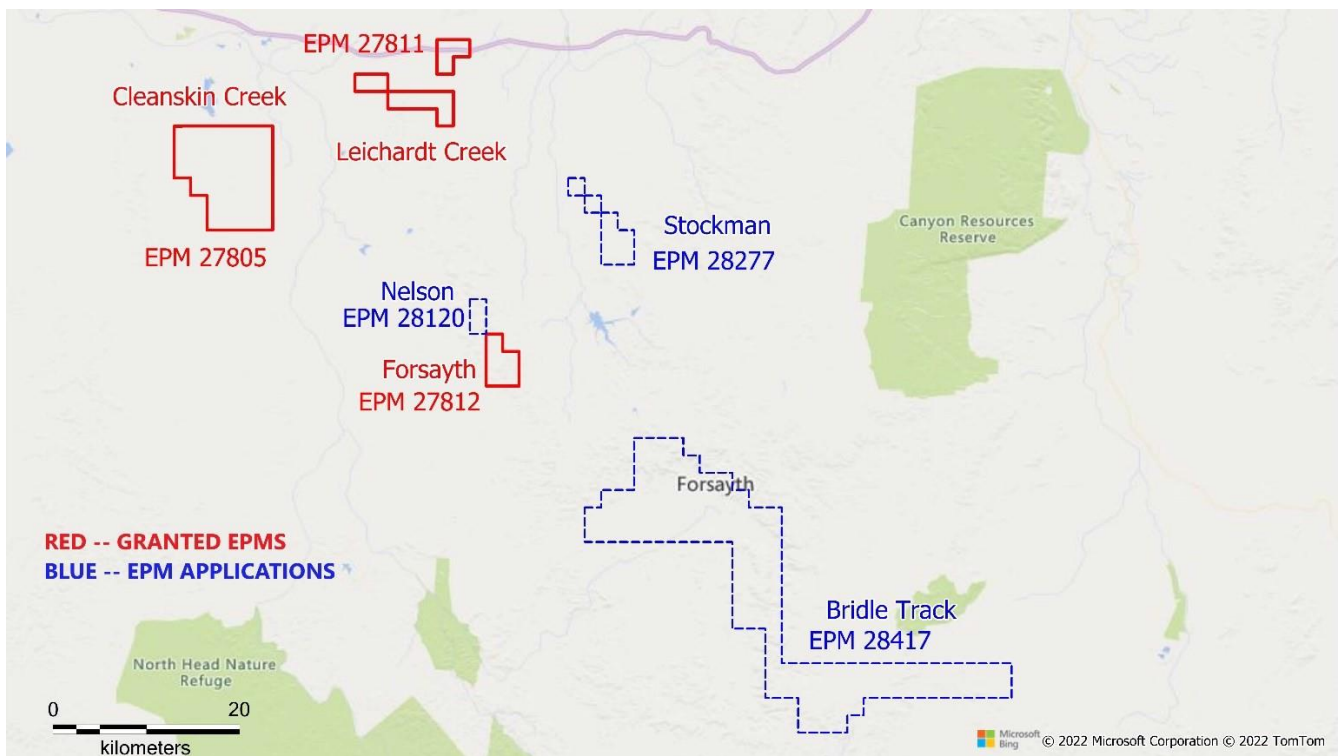 EPM 27811
Cleanskin Creek
Leichardt Creek
EPM 27805
Stockman
EPM 28277
Canyon Resources
Reserve
Nelson
EPM 28120
Forsayth
EPM 27812
Forsayth
RED -- GRANTED EPMS
BLUE -- EPM APPLICATIONS
Bridle Track
EPM 28417
North Head Nature
Refuge
0 20
kilometers
Microsoft
Bing
© 2022 Microsoft Corporation © 2022 TomTom